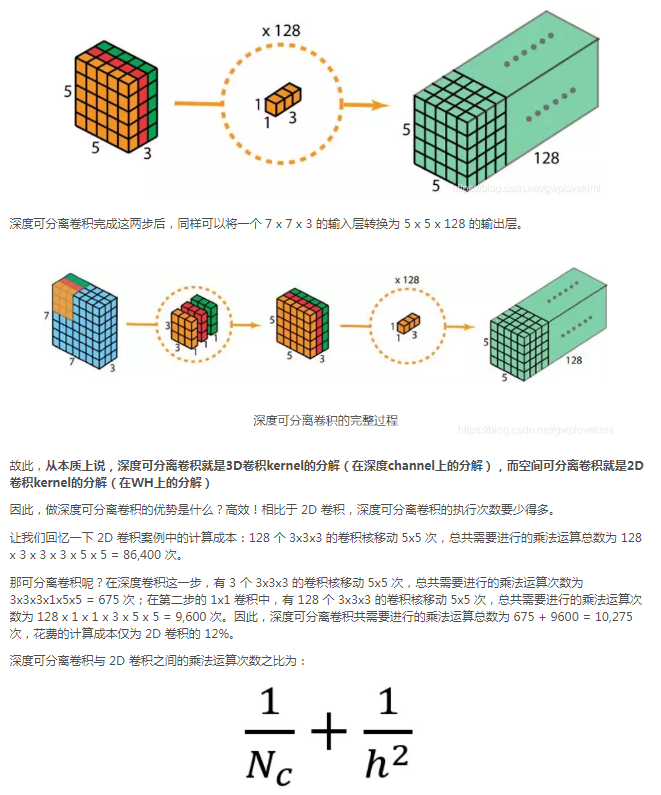 x 128
5
5
3
1
1
3
5
5
128
https://blog.csdn.net/gwplovekimi
深度可分离卷积完成这两步后，同样可以将一个 7 x 7 x 3 的输入层转换为 5 x 5 x 128 的输出层。
x 128
7
7
3
3
3
1
1
1
5
5
3
1
1
3
5
5
128
深度可分离卷积的完整过程
https://blog.csdn.net/gwplovekimi
故此，从本质上说，深度可分离卷积就是3D卷积kernel的分解（在深度channel上的分解），而空间可分离卷积就是2D
卷积kernel的分解（在WH上的分解）
因此，做深度可分离卷积的优势是什么？高效！相比于 2D 卷积，深度可分离卷积的执行次数要少得多。
让我们回忆一下 2D 卷积案例中的计算成本：128 个 3x3x3 的卷积核移动 5x5 次，总共需要进行的乘法运算总数为 128
x 3 x 3 x 3 x 5 x 5 = 86,400 次。
那可分离卷积呢？在深度卷积这一步，有 3 个 3x3x3 的卷积核移动 5x5 次，总共需要进行的乘法运算次数为
3x3x3x1x5x5 = 675 次；在第二步的 1x1 卷积中，有 128 个 3x3x3 的卷积核移动 5x5 次，总共需要进行的乘法运算次
数为 128 x 1 x 1 x 3 x 5 x 5 = 9,600 次。因此，深度可分离卷积共需要进行的乘法运算总数为 675 + 9600 = 10,275
次，花费的计算成本仅为 2D 卷积的 12%。
深度可分离卷积与 2D 卷积之间的乘法运算次数之比为：
1/N_c + 1/h²